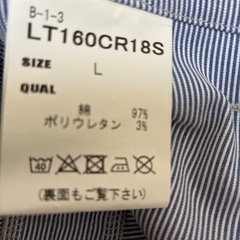 B-1-3
LT160CR18S
SIZE L
QUAL
綿 97%
ポリウレタン 3%
40
(裏面もご覧下さい)